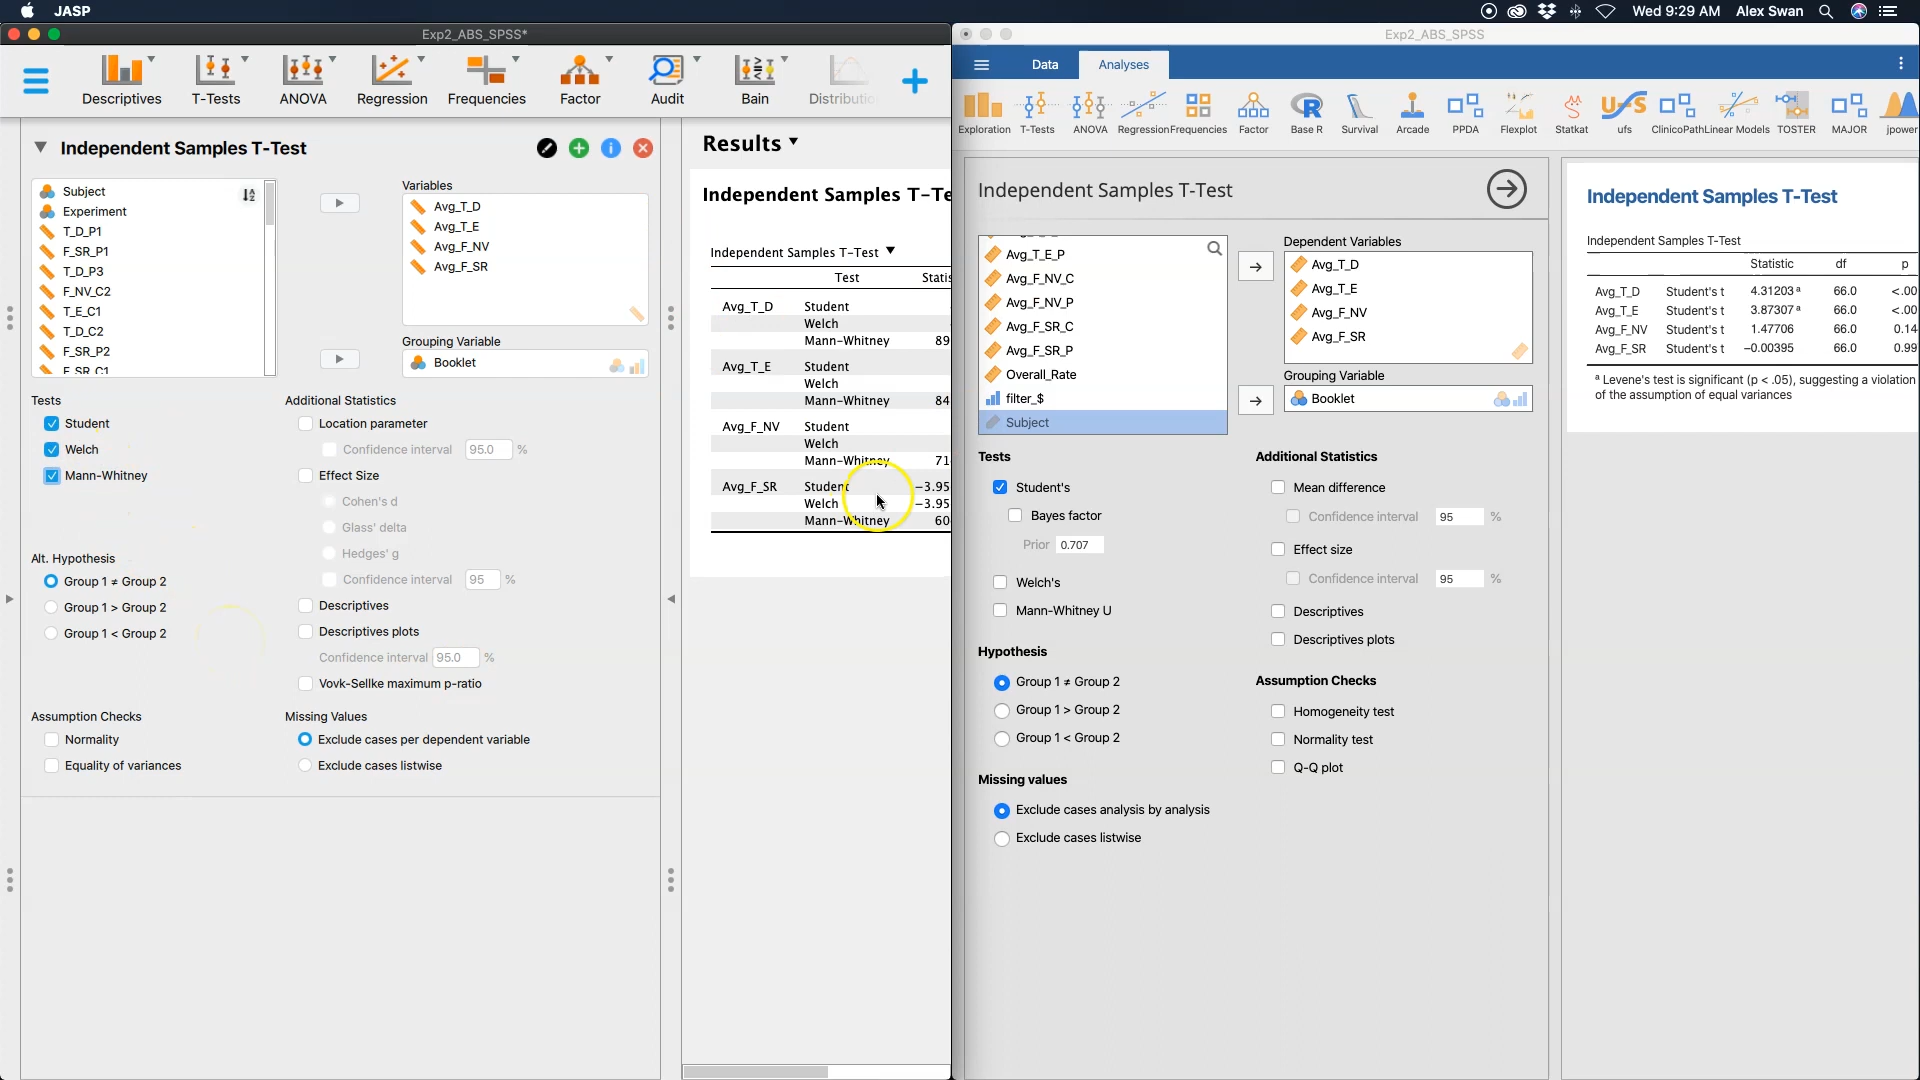 JASP
Wed 9:29 AM Alex Swan
Exp2_ABS_SPSS*
Descriptives T-Tests ANOVA Regression Frequencies Factor Audit Bain
Independent Samples T-Test
Subject
Experiment
T_D_P1
F_SR_P1
T_D_P3
F_NV_C2
T_E_C1
T_D_C2
F_SR_P2
F_SR_C1
Variables
Avg_T_D
Avg_T_E
Avg_F_NV
Avg_F_SR
Grouping Variable
Booklet
Tests
Student
Welch
Mann-Whitney
Alt. Hypothesis
Group 1 ≠ Group 2
Group 1 > Group 2
Group 1 < Group 2
Assumption Checks
Normality
Equality of variances
Additional Statistics
Location parameter
Confidence interval 95.0 %
Effect Size
Cohen's d
Glass' delta
Hedges' g
Confidence interval 95 %
Descriptives
Descriptives plots
Confidence interval 95.0 %
Vovk-Sellke maximum p-ratio
Missing Values
Exclude cases per dependent variable
Exclude cases listwise
Results
Independent Samples T-Te
Independent Samples T-Test
Test Statis
Avg_T_D Student
Welch
Mann-Whitney 89
Avg_T_E Student
Welch
Mann-Whitney 84
Avg_F_NV Student
Welch
Mann-Whitney 71
Avg_F_SR Student −3.95
Welch −3.95
Mann-Whitney 60
Exp2_ABS_SPSS
Data Analyses
Exploration T-Tests ANOVA Regression Frequencies Factor Base R Survival Arcade PPDA Flexplot Statkat ufs ClinicoPath Linear Models TOSTER MAJOR jpower
Independent Samples T-Test
Avg_T_E_P
Avg_F_NV_C
Avg_F_NV_P
Avg_F_SR_C
Avg_F_SR_P
Overall_Rate
filter_$
Subject
Dependent Variables
Avg_T_D
Avg_T_E
Avg_F_NV
Avg_F_SR
Grouping Variable
Booklet
Tests
Student's
Bayes factor
Prior 0.707
Welch's
Mann-Whitney U
Hypothesis
Group 1 ≠ Group 2
Group 1 > Group 2
Group 1 < Group 2
Missing values
Exclude cases analysis by analysis
Exclude cases listwise
Additional Statistics
Mean difference
Confidence interval 95 %
Effect size
Confidence interval 95 %
Descriptives
Descriptives plots
Assumption Checks
Homogeneity test
Normality test
Q-Q plot
Independent Samples T-Test
Independent Samples T-Test
Statistic df p
Avg_T_D Student's t 4.31203 ª 66.0 <.00
Avg_T_E Student's t 3.87307 ª 66.0 <.00
Avg_F_NV Student's t 1.47706 66.0 0.14
Avg_F_SR Student's t −0.00395 66.0 0.99
ª Levene's test is significant (p < .05), suggesting a violation
of the assumption of equal variances